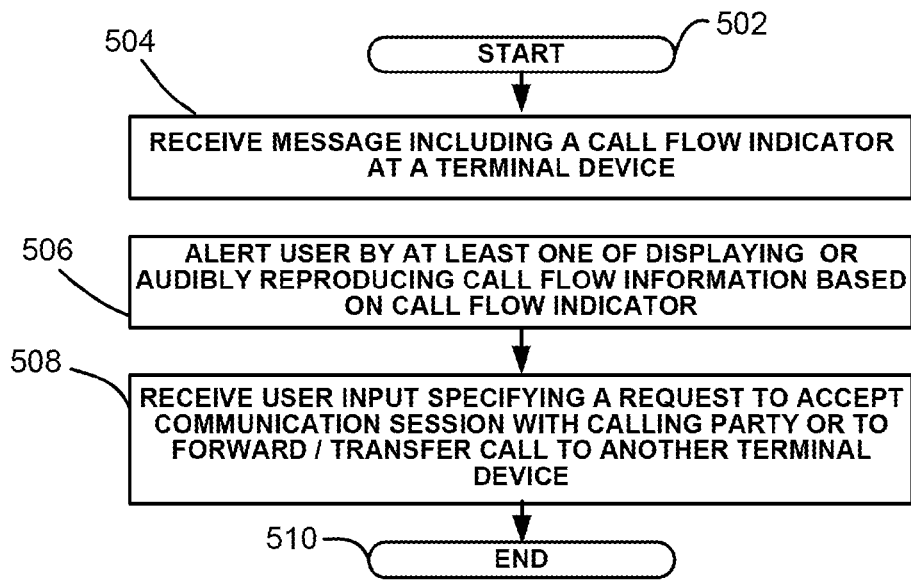 502
START
504
RECEIVE MESSAGE INCLUDING A CALL FLOW INDICATOR
AT A TERMINAL DEVICE
506
ALERT USER BY AT LEAST ONE OF DISPLAYING OR
AUDIBLY REPRODUCING CALL FLOW INFORMATION BASED
ON CALL FLOW INDICATOR
508
RECEIVE USER INPUT SPECIFYING A REQUEST TO ACCEPT
COMMUNICATION SESSION WITH CALLING PARTY OR TO
FORWARD / TRANSFER CALL TO ANOTHER TERMINAL
DEVICE
510
END